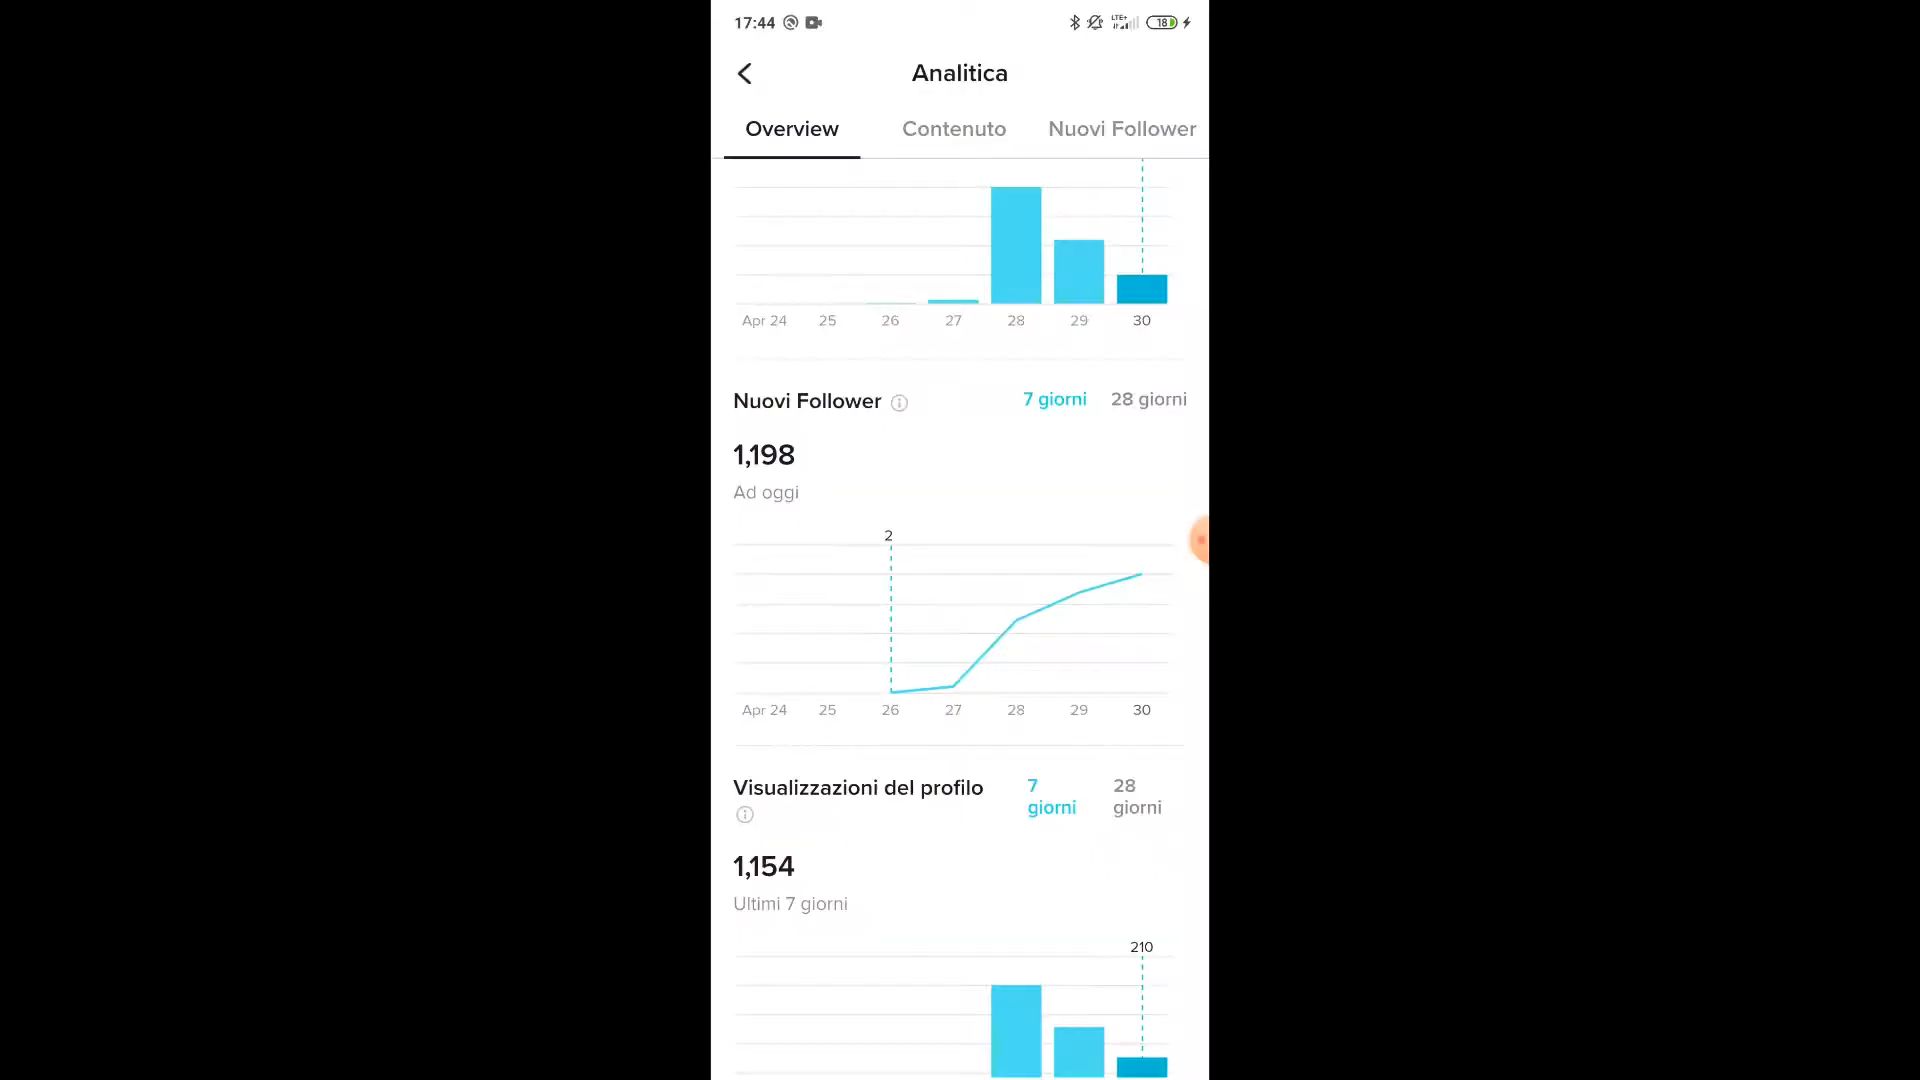 17:44
LTE+
18
Analitica
Overview Contenuto Nuovi Follower
Apr 24 25 26 27 28 29 30
Nuovi Follower 7 giorni 28 giorni
1,198
Ad oggi
2
Apr 24 25 26 27 28 29 30
Visualizzazioni del profilo 7 giorni 28 giorni
1,154
Ultimi 7 giorni
210